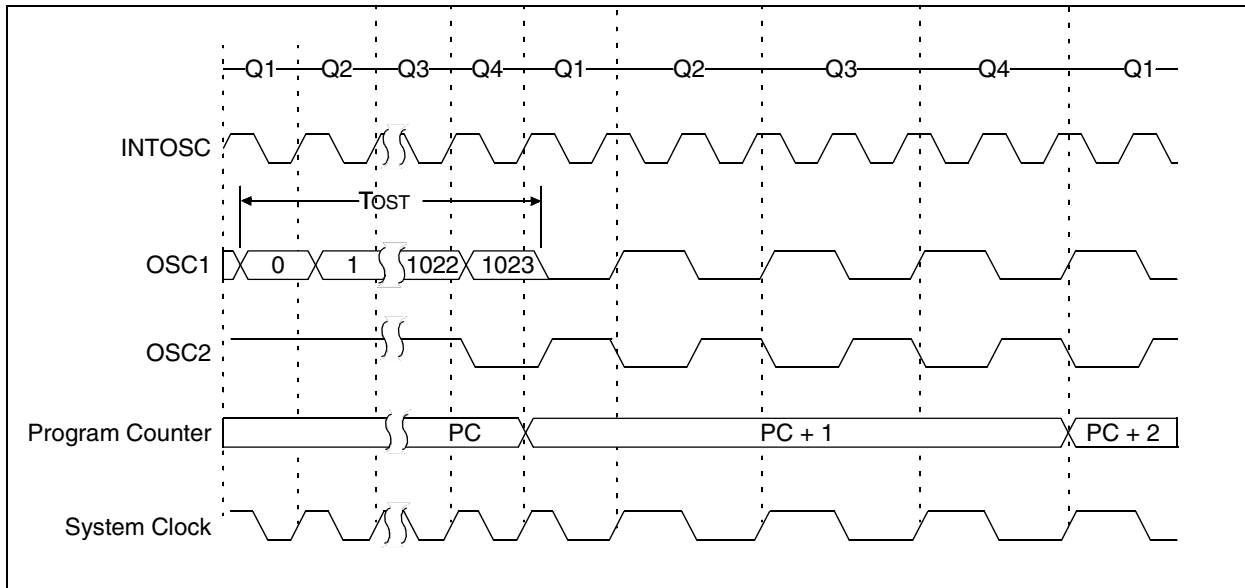 Q1 Q2 Q3 Q4 Q1 Q2 Q3 Q4 Q1
INTOSC
TOST
OSC1 0 1 1022 1023
OSC2
Program Counter PC PC + 1 PC + 2
System Clock